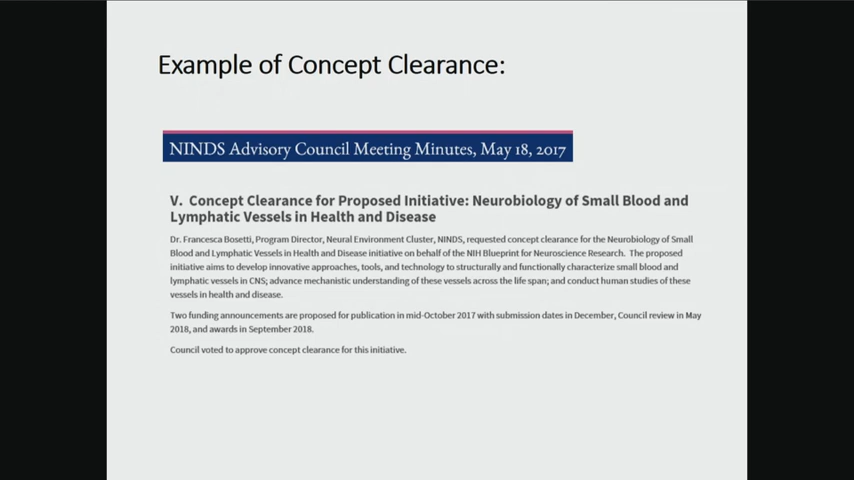 Example of Concept Clearance:
NINDS Advisory Council Meeting Minutes, May 18, 2017
V. Concept Clearance for Proposed Initiative: Neurobiology of Small Blood and
Lymphatic Vessels in Health and Disease
Dr. Francesca Bosetti, Program Director, Neural Environment Cluster, NINDS, requested concept clearance for the Neurobiology of Small
Blood and Lymphatic Vessels in Health and Disease initiative on behalf of the NIH Blueprint for Neuroscience Research. The proposed
initiative aims to develop innovative approaches, tools, and technology to structurally and functionally characterize small blood and
lymphatic vessels in CNS; advance mechanistic understanding of these vessels across the life span; and conduct human studies of these
vessels in health and disease.
Two funding announcements are proposed for publication in mid-October 2017 with submission dates in December, Council review in May
2018, and awards in September 2018.
Council voted to approve concept clearance for this initiative.